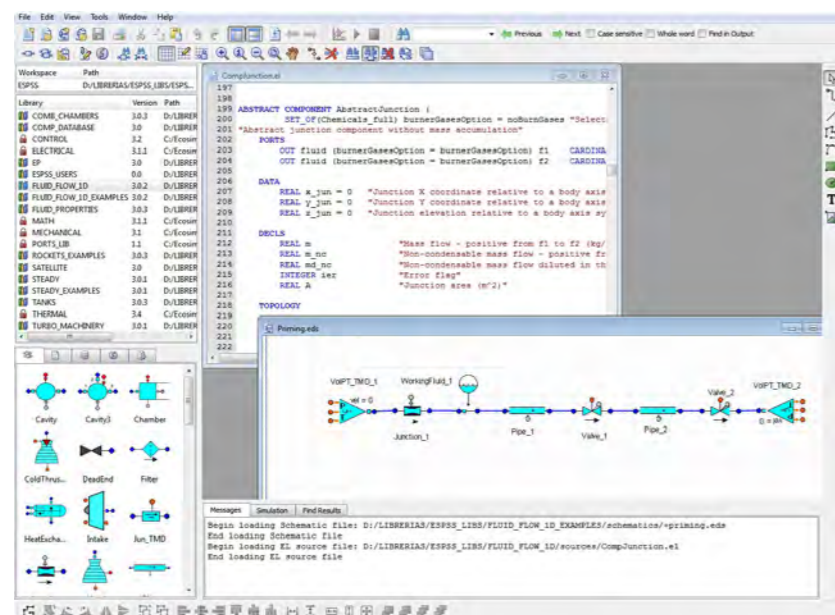 File Edit View Tools Window Help
Previous Next Case sensitive Whole word Find in Output
Workspace Path
ESPSS D:/LIBRERIAS/ESPSS_LIBS/ESPS...
Library Version Path
COMB_CHAMBERS 3.0.3 D:/LIBRER
COMP_DATABASE 3.0 D:/LIBRER
CONTROL 3.2 C:/Ecosim
ELECTRICAL 3.1.1 C:/Ecosim
EP 3.0 D:/LIBRER
ESPSS_USERS 0.0 D:/LIBRER
FLUID_FLOW_1D 3.0.2 D:/LIBRER
FLUID_FLOW_1D_EXAMPLES 3.0.2 D:/LIBRER
FLUID_PROPERTIES 3.0.3 D:/LIBRER
MATH 3.1.1 C:/Ecosim
MECHANICAL 3.1 C:/Ecosim
PORTS_LIB 1.1 C:/Ecosim
ROCKETS_EXAMPLES 3.0.3 D:/LIBRER
SATELLITE 3.0 D:/LIBRER
STEADY 3.0.1 D:/LIBRER
STEADY_EXAMPLES 3.0.1 D:/LIBRER
TANKS 3.0.3 D:/LIBRER
THERMAL 3.4 C:/Ecosim
TURBO_MACHINERY 3.0.1 D:/LIBRER
Cavity Cavity3 Chamber
ColdThrus... DeadEnd Filter
HeatExcha... Intake Jun_TMD
CompJunction.el
197
198
199 ABSTRACT COMPONENT AbstractJunction (
200 SET_OF(Chemicals_full) burnerGasesOption = noBurnGases "Select
201 "Abstract junction component without mass accumulation"
202 PORTS
203 OUT fluid (burnerGasesOption = burnerGasesOption) f1 CARDINA
204 OUT fluid (burnerGasesOption = burnerGasesOption) f2 CARDINA
205
206 DATA
207 REAL x_jun = 0 "Junction X coordinate relative to a body axis
208 REAL y_jun = 0 "Junction Y coordinate relative to a body axis
209 REAL z_jun = 0 "Junction elevation relative to a body axis sy
210
211 DECLS
212 REAL m "Mass flow - positive from f1 to f2 (kg/
213 REAL m_nc "Non-condensable mass flow - positive fr
214 REAL md_nc "Non-condensable mass flow diluted in th
215 INTEGER ier "Error flag"
216 REAL A "Junction area (m^2)"
217
218 TOPOLOGY
219
220
221
222
Priming.eds
VolPT_TMD_1 WorkingFluid_1 Valve_2 VolPT_TMD_2
vel = 0
Junction_1 Pipe_1 Valve_1 Pipe_2
Messages Simulation Find Results
Begin loading Schematic file: D:/LIBRERIAS/ESPSS_LIBS/FLUID_FLOW_1D_EXAMPLES/schematics/+priming.eds
End loading Schematic file
Begin loading EL source file: D:/LIBRERIAS/ESPSS_LIBS/FLUID_FLOW_1D/sources/CompJunction.el
End loading EL source file